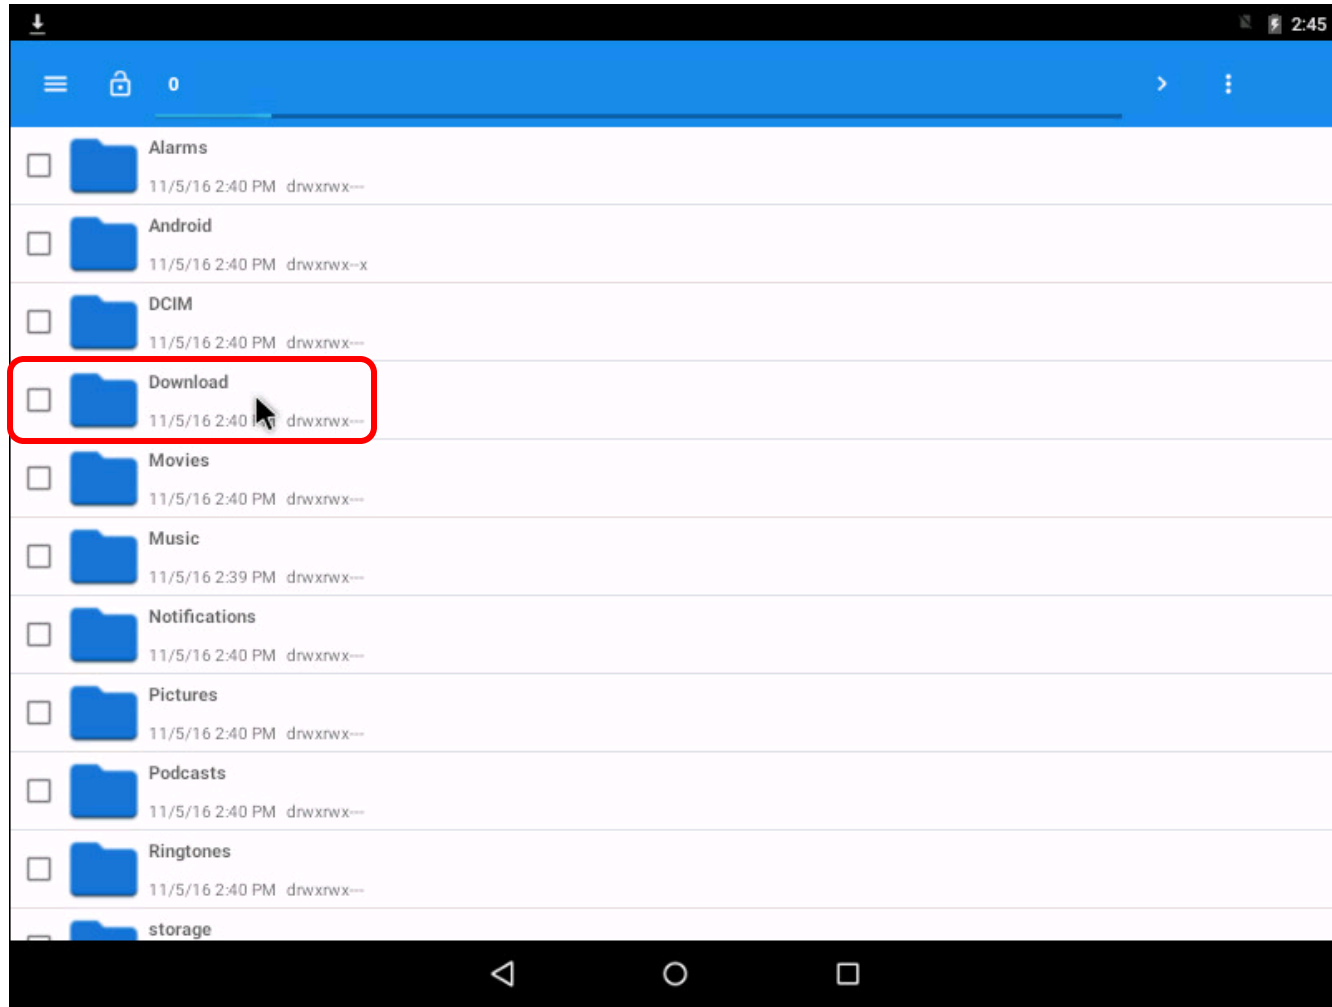 2:45
0
Alarms
11/5/16 2:40 PM drwxrwx---
Android
11/5/16 2:40 PM drwxrwx--x
DCIM
11/5/16 2:40 PM drwxrwx---
Download
11/5/16 2:40 drwxrwx---
Movies
11/5/16 2:40 PM drwxrwx---
Music
11/5/16 2:39 PM drwxrwx---
Notifications
11/5/16 2:40 PM drwxrwx---
Pictures
11/5/16 2:40 PM drwxrwx---
Podcasts
11/5/16 2:40 PM drwxrwx---
Ringtones
11/5/16 2:40 PM drwxrwx---
storage